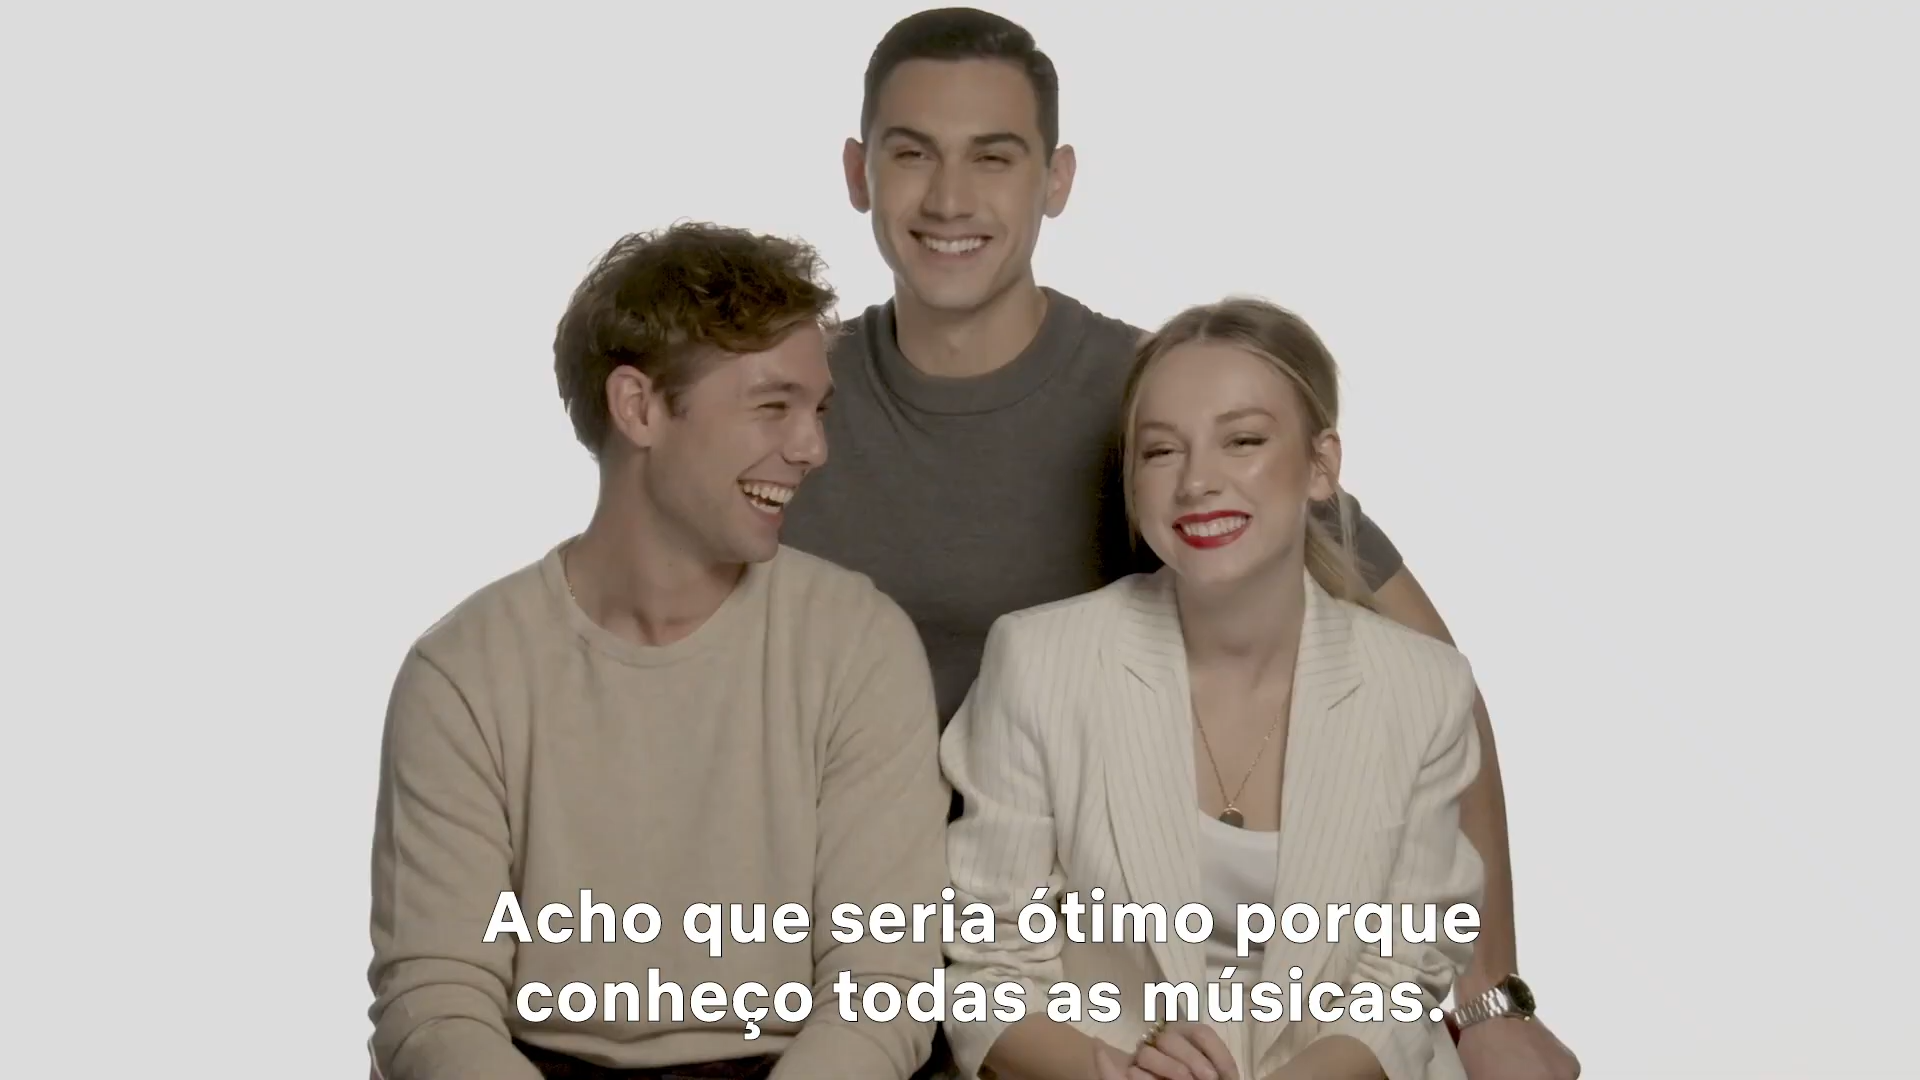 Acho que seria ótimo porque
conheço todas as músicas.